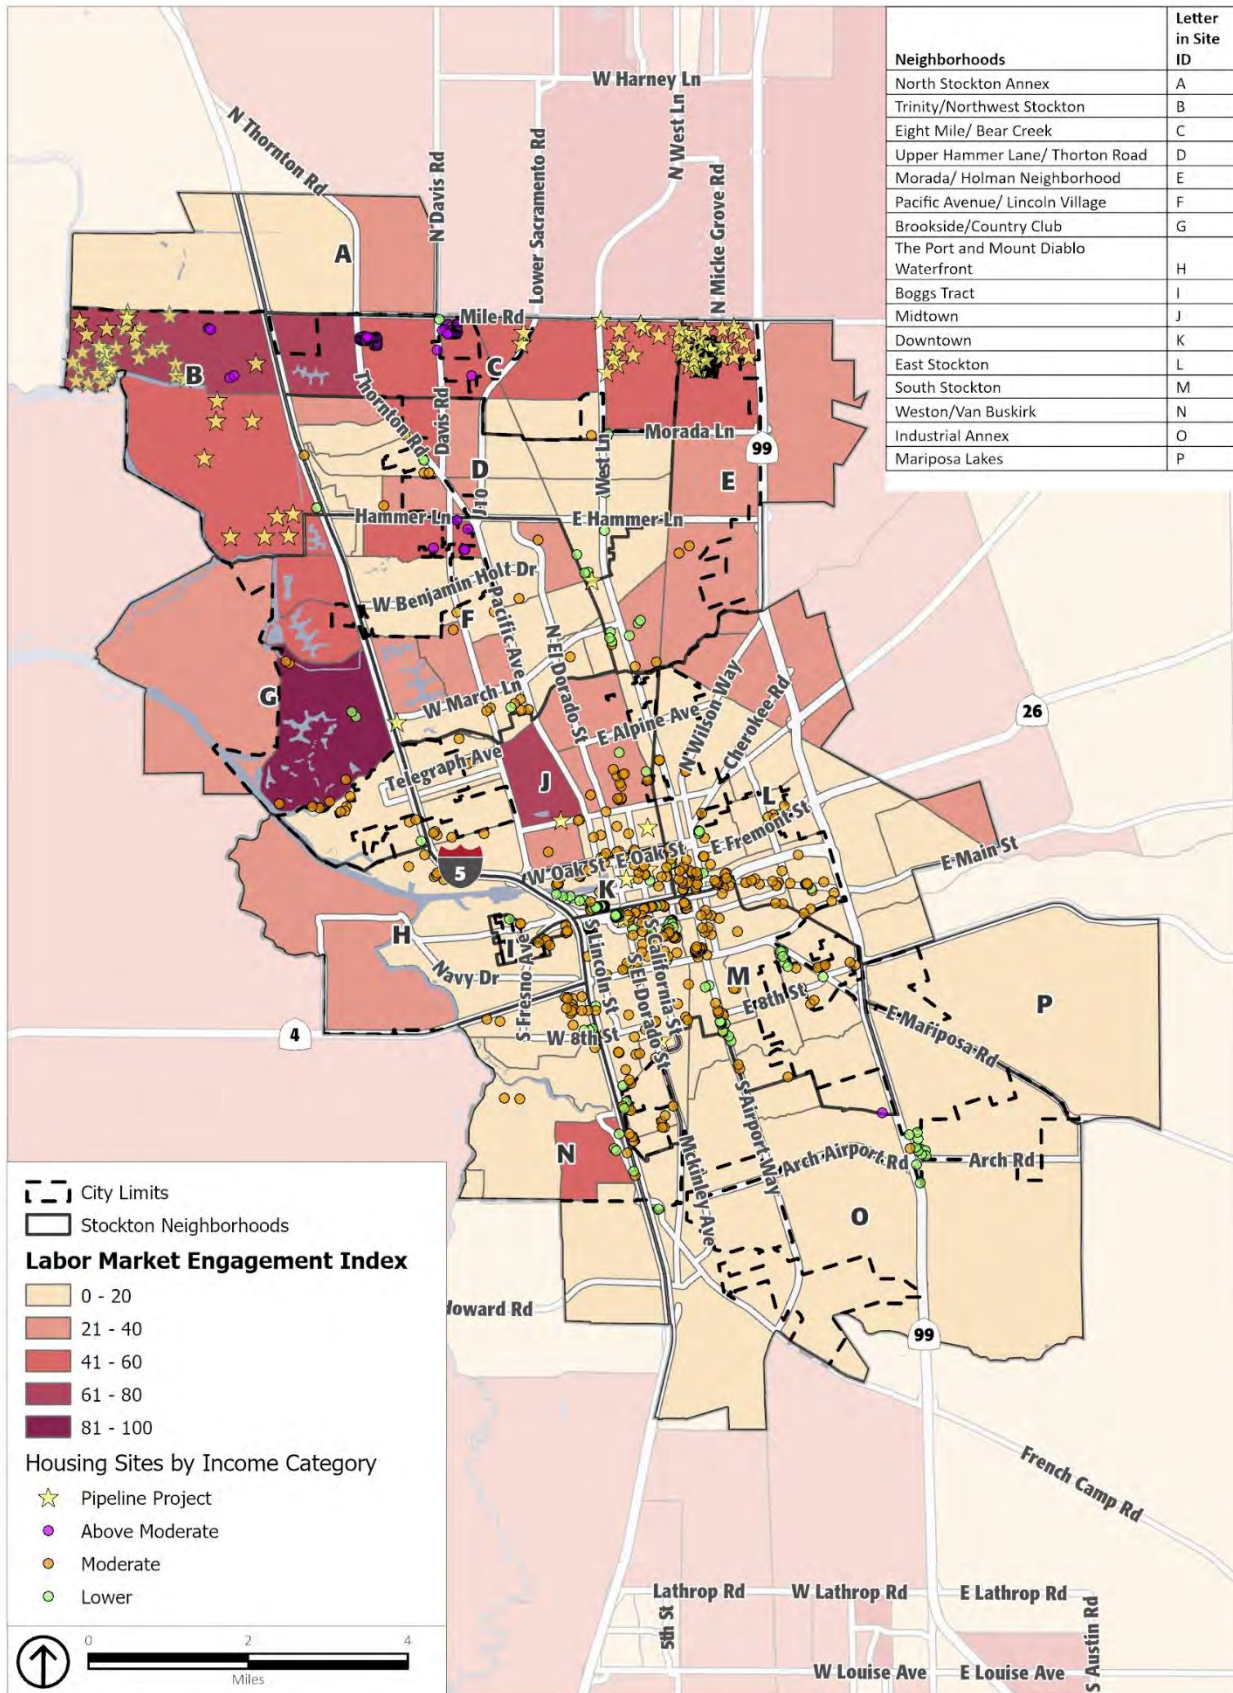 Neighborhoods
Letter
in Site
ID
North Stockton Annex A
Trinity/Northwest Stockton B
Eight Mile/ Bear Creek C
Upper Hammer Lane/ Thorton Road D
Morada/ Holman Neighborhood E
Pacific Avenue/ Lincoln Village F
Brookside/Country Club G
The Port and Mount Diablo
Waterfront H
Boggs Tract I
Midtown J
Downtown K
East Stockton L
South Stockton M
Weston/Van Buskirk N
Industrial Annex O
Mariposa Lakes P
W Harney Ln
N Thornton Rd
N Davis Rd
Lower Sacramento Rd
N West Ln
N Micke Grove Rd
A
Mile Rd
B
C
Thornton Rd
Davis Rd
D
J 10
West Ln
Morada Ln
99
E
Hammer Ln
E Hammer Ln
W Benjamin Holt Dr
F
Pacific Ave
N El Dorado St
G
W March Ln
E Alpine Ave
N Wilson Way
Cherokee Rd
26
Telegraph Ave
J
L
E Fremont St
E Main St
W Oak St
E Oak St
5
K
H
I
Navy Dr
S Fresno Ave
S Lincoln St
S El Dorado St
S California St
M
E 8th St
P
4
W 8th St
E Mariposa Rd
S Airport Way
N
Mckinley Ave
Arch Airport Rd
Arch Rd
O
Howard Rd
99
French Camp Rd
Lathrop Rd
W Lathrop Rd
E Lathrop Rd
5th St
S Austin Rd
W Louise Ave
E Louise Ave
City Limits
Stockton Neighborhoods
Labor Market Engagement Index
0 - 20
21 - 40
41 - 60
61 - 80
81 - 100
Housing Sites by Income Category
Pipeline Project
Above Moderate
Moderate
Lower
0 2 4
Miles